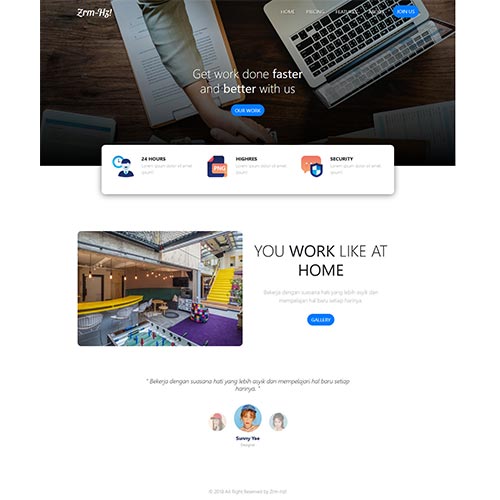 Zrm-Hz!
HOME PRICING FEATURES ABOUT JOIN US
Get work done faster
and better with us
OUR WORK
24 HOURS
Lorem ipsum dolor sit amet
ipsum!
HIGHRES
PNG
Lorem ipsum dolor sit amet
ipsum!
SECURITY
Lorem ipsum dolor sit amet
ipsum!
YOU WORK LIKE AT
HOME
Bekerja dengan suasana hati yang lebih asyik dan
mempelajari hal baru setiap harinya.
GALLERY
" Bekerja dengan suasana hati yang lebih asyik dan mempelajari hal baru setiap
harinya. "
Sunny Yae
Designer
© 2019 All Right Reserved by Zrm-Hz!